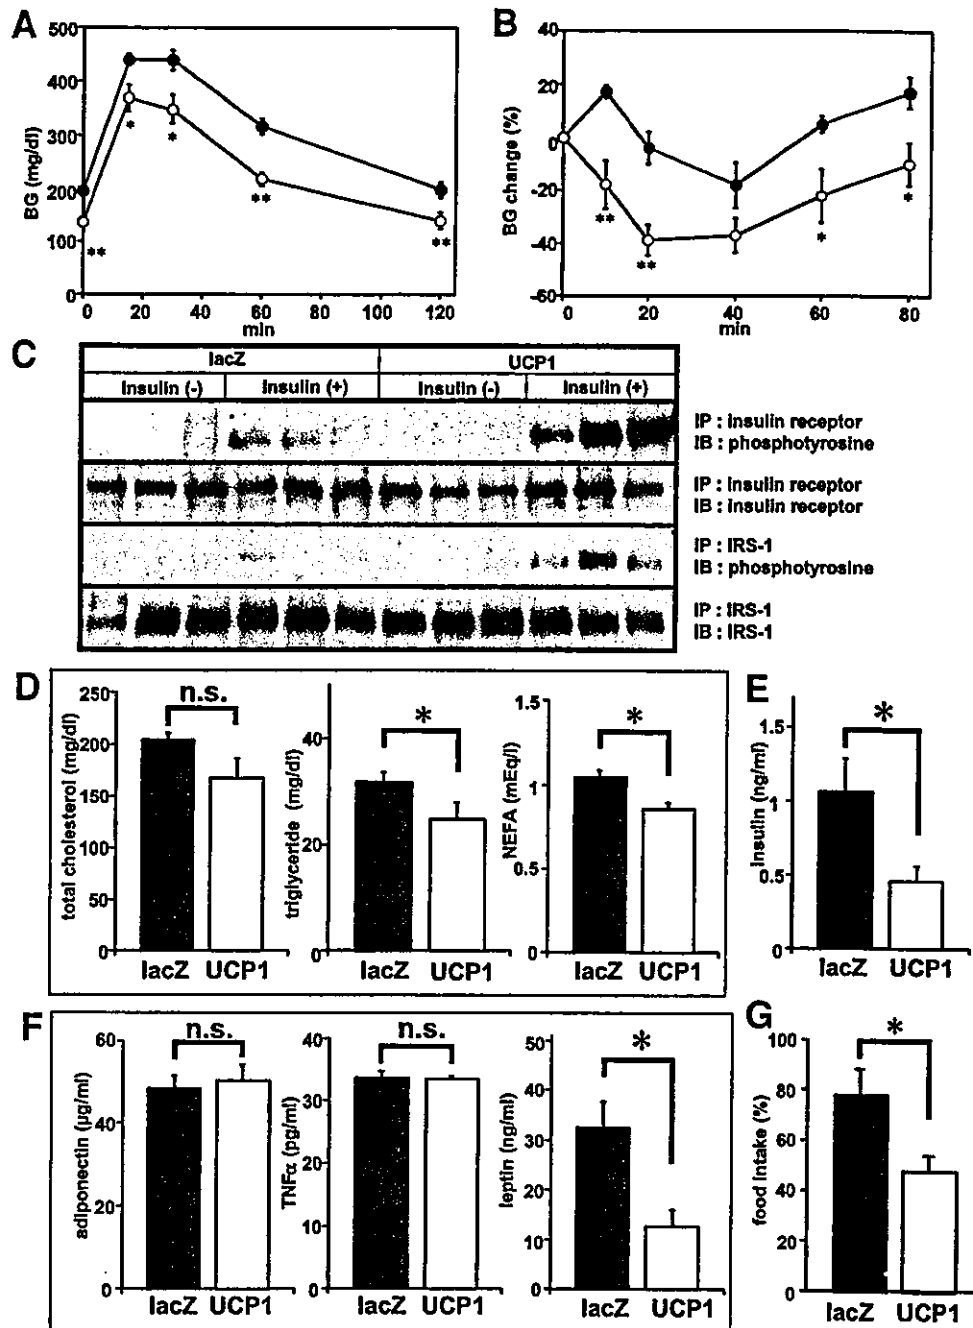 A
BG (mg/dl)
500
400
300
200
100
0
0 20 40 60 80 100 120
min
* * ** ** **
B
BG change (%)
40
20
0
-20
-40
-60
0 20 40 60 80
min
** ** * *
C
lacZ UCP1
Insulin (-) Insulin (+) Insulin (-) Insulin (+)
IP : insulin receptor
IB : phosphotyrosine
IP : insulin receptor
IB : insulin receptor
IP : IRS-1
IB : phosphotyrosine
IP : IRS-1
IB : IRS-1
D
total cholesterol (mg/dl)
250
200
150
100
50
0
n.s.
lacZ UCP1
triglyceride (mg/dl)
40
20
0
*
lacZ UCP1
NEFA (mEq/l)
1.5
1
0.5
0
*
lacZ UCP1
E
insulin (ng/ml)
1.5
1
0.5
0
*
lacZ UCP1
F
adiponectin (µg/ml)
60
40
20
0
n.s.
lacZ UCP1
TNFα (pg/ml)
40
30
20
10
0
n.s.
lacZ UCP1
leptin (ng/ml)
50
40
30
20
10
0
*
lacZ UCP1
G
food intake (%)
100
80
60
40
20
0
*
lacZ UCP1